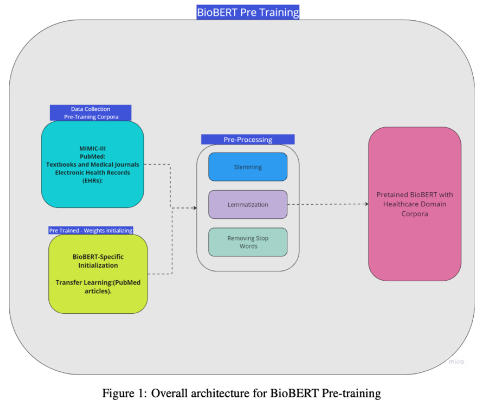 BioBERT Pre Training
Data Collection
Pre-Training Corpora
MIMIC-III
PubMed:
Textbooks and Medical Journals
Electronic Health Records
(EHRs):
Pre Trained - Weights Initializing
BioBERT-Specific
Initialization
Transfer Learning:(PubMed
articles).
Pre-Processing
Stemming
Lemmatization
Removing Stop
Words
Pretained BioBERT with
Healthcare Domain
Corpora
miro
Figure 1: Overall architecture for BioBERT Pre-training